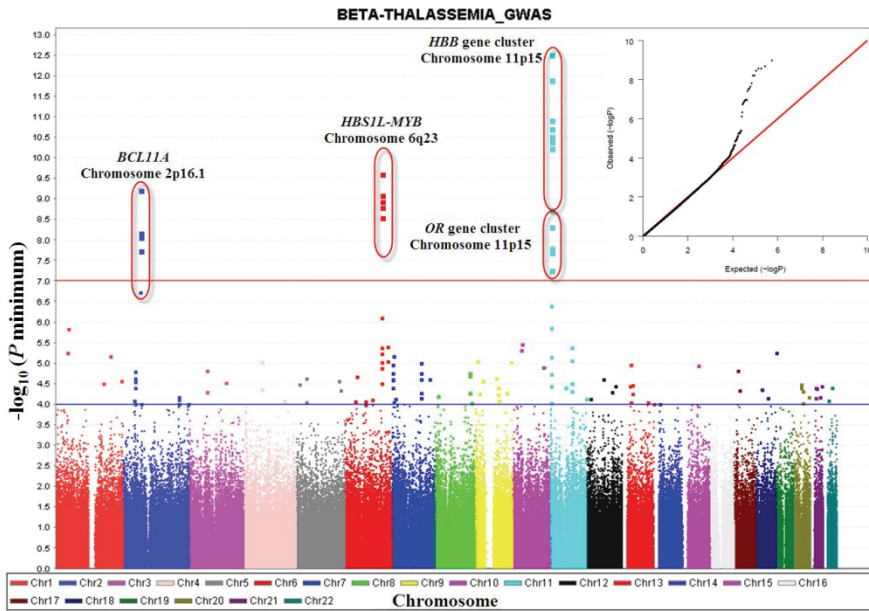 BETA-THALASSEMIA_GWAS
HBB gene cluster
Chromosome 11p15
HBS1L-MYB
Chromosome 6q23
BCL11A
Chromosome 2p16.1
OR gene cluster
Chromosome 11p15
-log10 (P minimum)
13.0
12.5
12.0
11.5
11.0
10.5
10.0
9.5
9.0
8.5
8.0
7.5
7.0
6.5
6.0
5.5
5.0
4.5
4.0
3.5
3.0
2.5
2.0
1.5
1.0
0.5
0.0
Observed (−logP)
10
8
6
4
2
0
0 2 4 6 8 10
Expected (−logP)
Chr1 Chr2 Chr3 Chr4 Chr5 Chr6 Chr7 Chr8 Chr9 Chr10 Chr11 Chr12 Chr13 Chr14 Chr15 Chr16
Chr17 Chr18 Chr19 Chr20 Chr21 Chr22 Chromosome